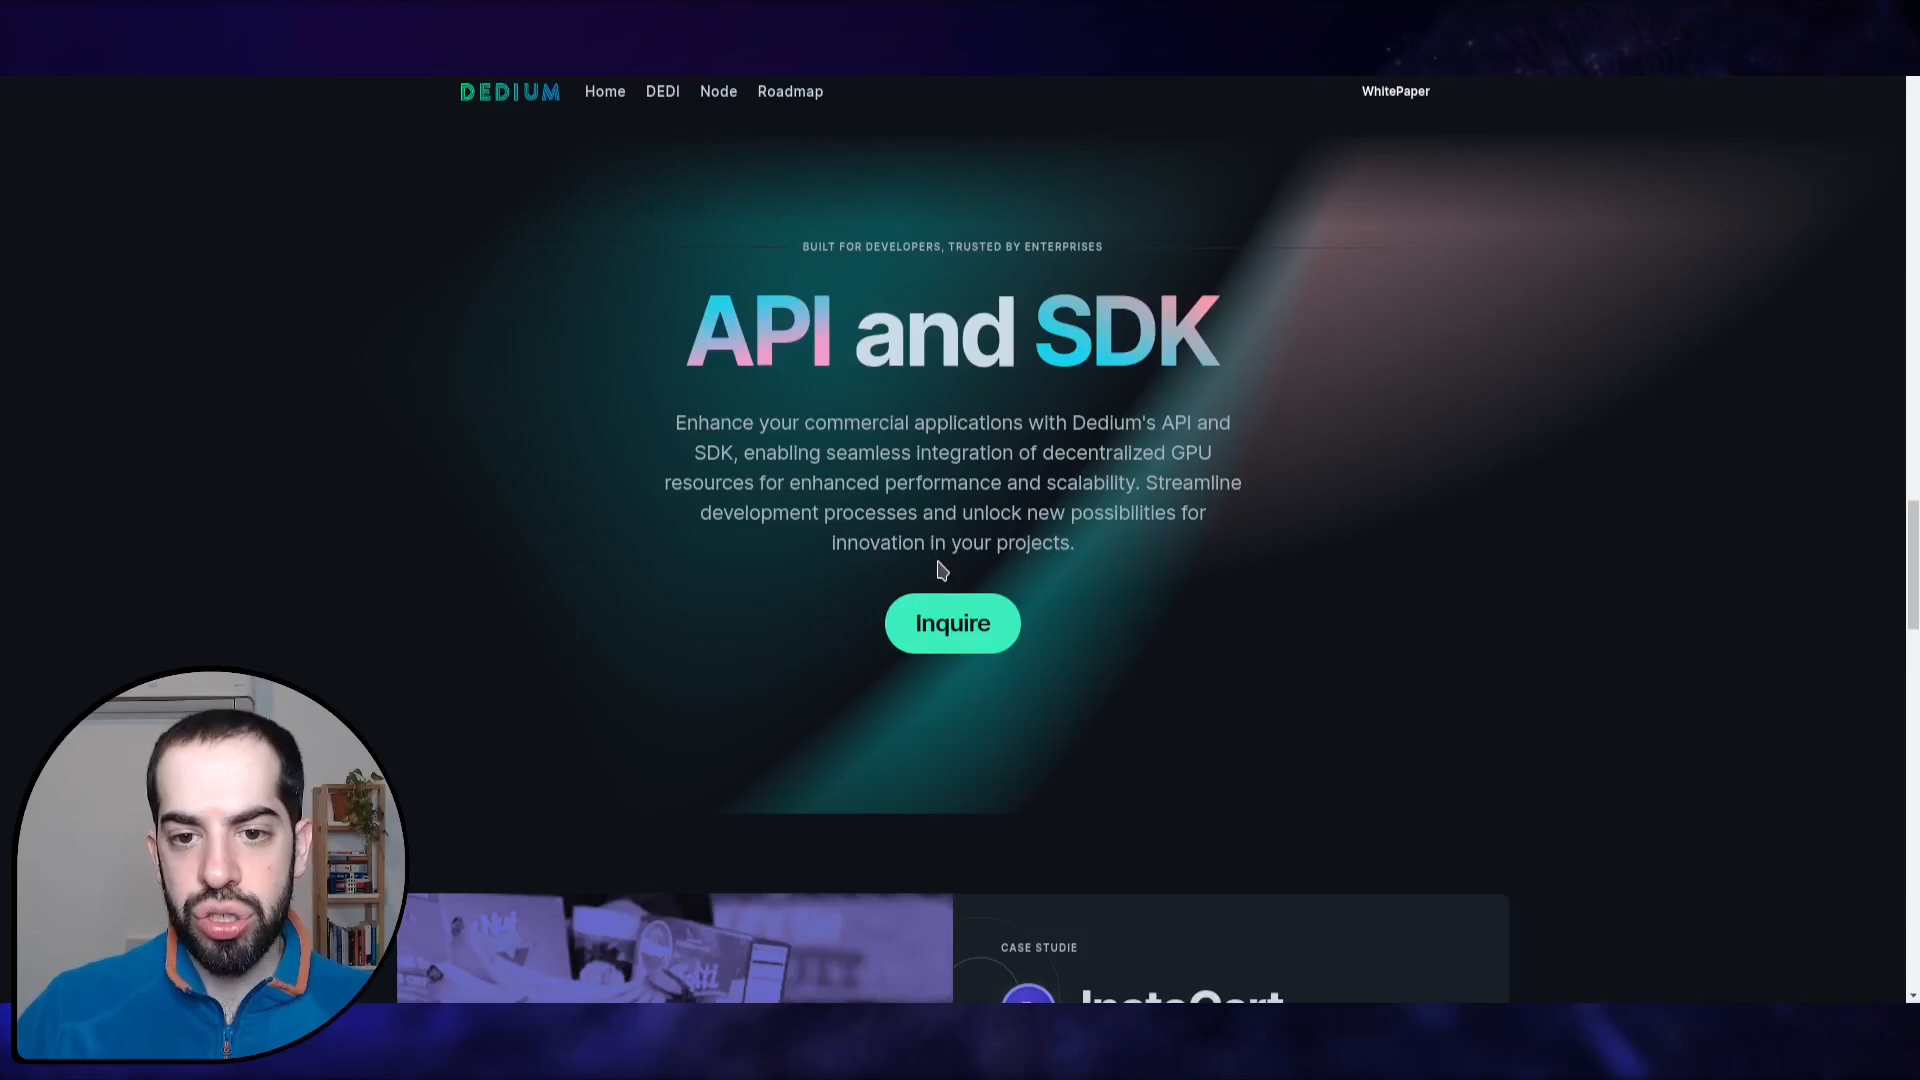 DEDIUM Home DEDI Node Roadmap WhitePaper
BUILT FOR DEVELOPERS, TRUSTED BY ENTERPRISES
API and SDK
Enhance your commercial applications with Dedium's API and
SDK, enabling seamless integration of decentralized GPU
resources for enhanced performance and scalability. Streamline
development processes and unlock new possibilities for
innovation in your projects.
Inquire
CASE STUDIE
InstaCart